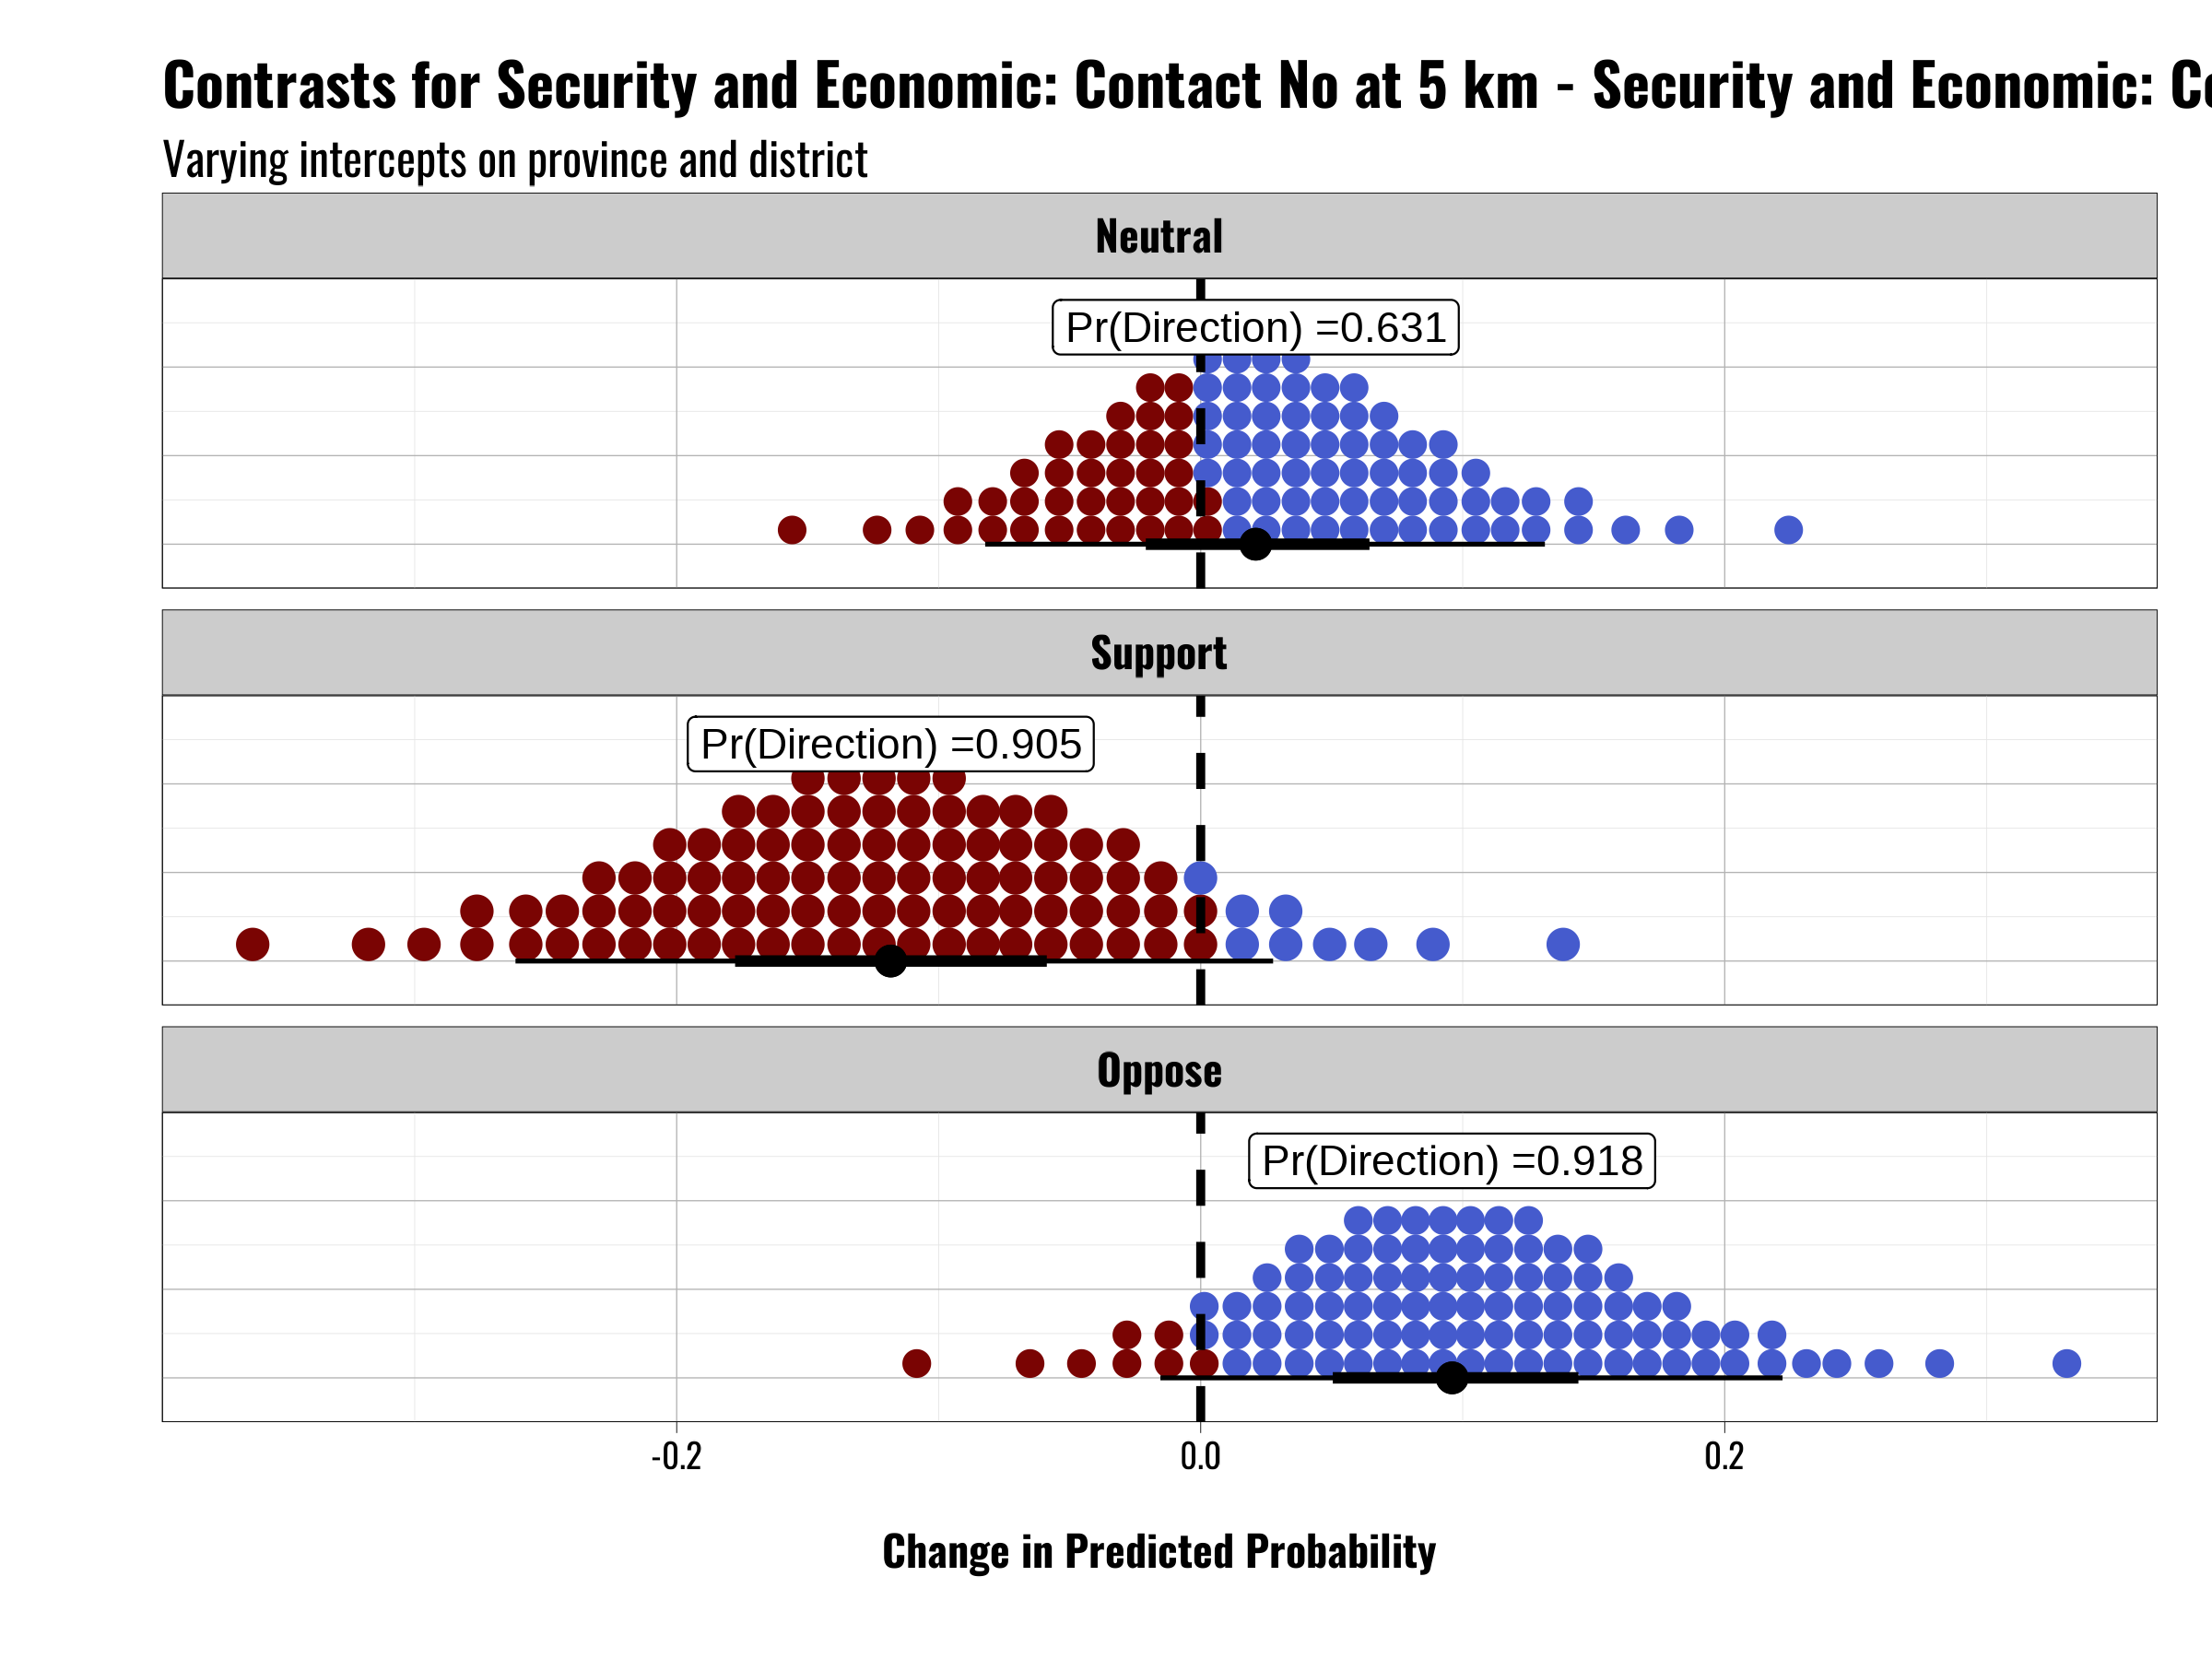 Contrasts for Security and Economic: Contact No at 5 km - Security and Economic:
Varying intercepts on province and district
Neutral
Pr(Direction) =0.631
Support
Pr(Direction) =0.905
Oppose
Pr(Direction) =0.918
-0.2 0.0 0.2
Change in Predicted Probability